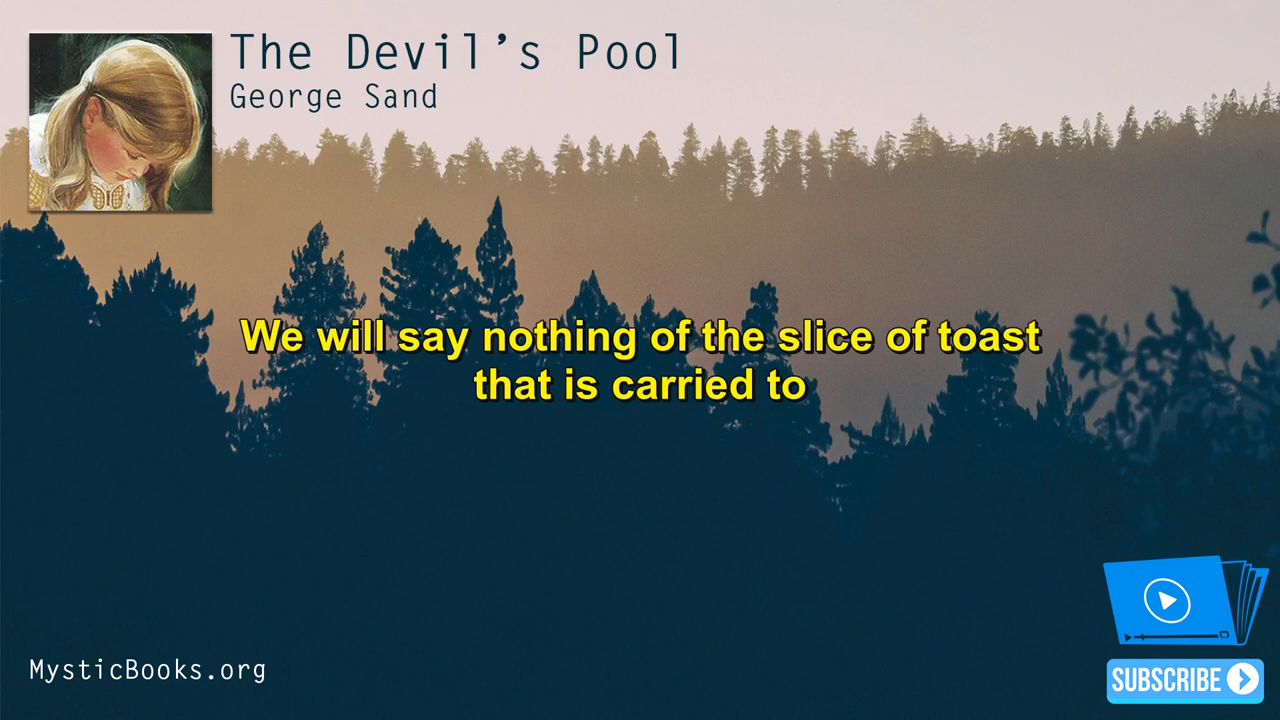 The Devil's Pool
George Sand
We will say nothing of the slice of toast
that is carried to
MysticBooks.org
SUBSCRIBE